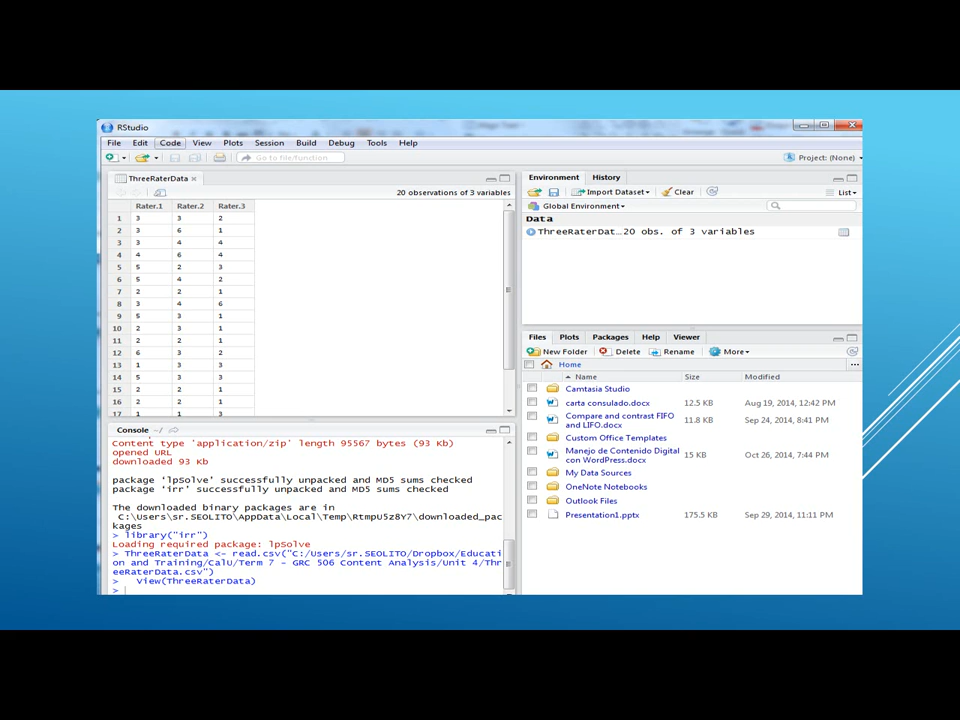 RStudio
File Edit Code View Plots Session Build Debug Tools Help
Go to file/function
Project: (None)
ThreeRaterData
20 observations of 3 variables
Rater.1 Rater.2 Rater.3
1 3 3 2
2 3 6 1
3 3 4 4
4 4 6 4
5 5 2 3
6 5 4 2
7 2 2 1
8 3 4 6
9 5 3 1
10 2 3 1
11 2 2 1
12 6 3 2
13 1 3 3
14 5 3 3
15 2 2 1
16 2 2 1
17 1 1 3
Console ~/
Content type 'application/zip' length 95567 bytes (93 Kb)
opened URL
downloaded 93 Kb
package 'lpSolve' successfully unpacked and MD5 sums checked
package 'irr' successfully unpacked and MD5 sums checked
The downloaded binary packages are in
C:\Users\sr.SEOLITO\AppData\Local\Temp\RtmpU5z8Y7\downloaded_pac
kages
> library("irr")
Loading required package: lpSolve
> ThreeRaterData <- read.csv("C:/Users/sr.SEOLITO/Dropbox/Educati
on and Training/CalU/Term 7 - GRC 506 Content Analysis/Unit 4/Thr
eeRaterData.csv")
> View(ThreeRaterData)
>
Environment History
Import Dataset Clear List
Global Environment
Data
ThreeRaterDat… 20 obs. of 3 variables
Files Plots Packages Help Viewer
New Folder Delete Rename More
Home ...
Name Size Modified
Camtasia Studio
carta consulado.docx 12.5 KB Aug 19, 2014, 12:42 PM
Compare and contrast FIFO
and LIFO.docx
11.8 KB Sep 24, 2014, 8:41 PM
Custom Office Templates
Manejo de Contenido Digital
con WordPress.docx
15 KB Oct 26, 2014, 7:44 PM
My Data Sources
OneNote Notebooks
Outlook Files
Presentation1.pptx 175.5 KB Sep 29, 2014, 11:11 PM